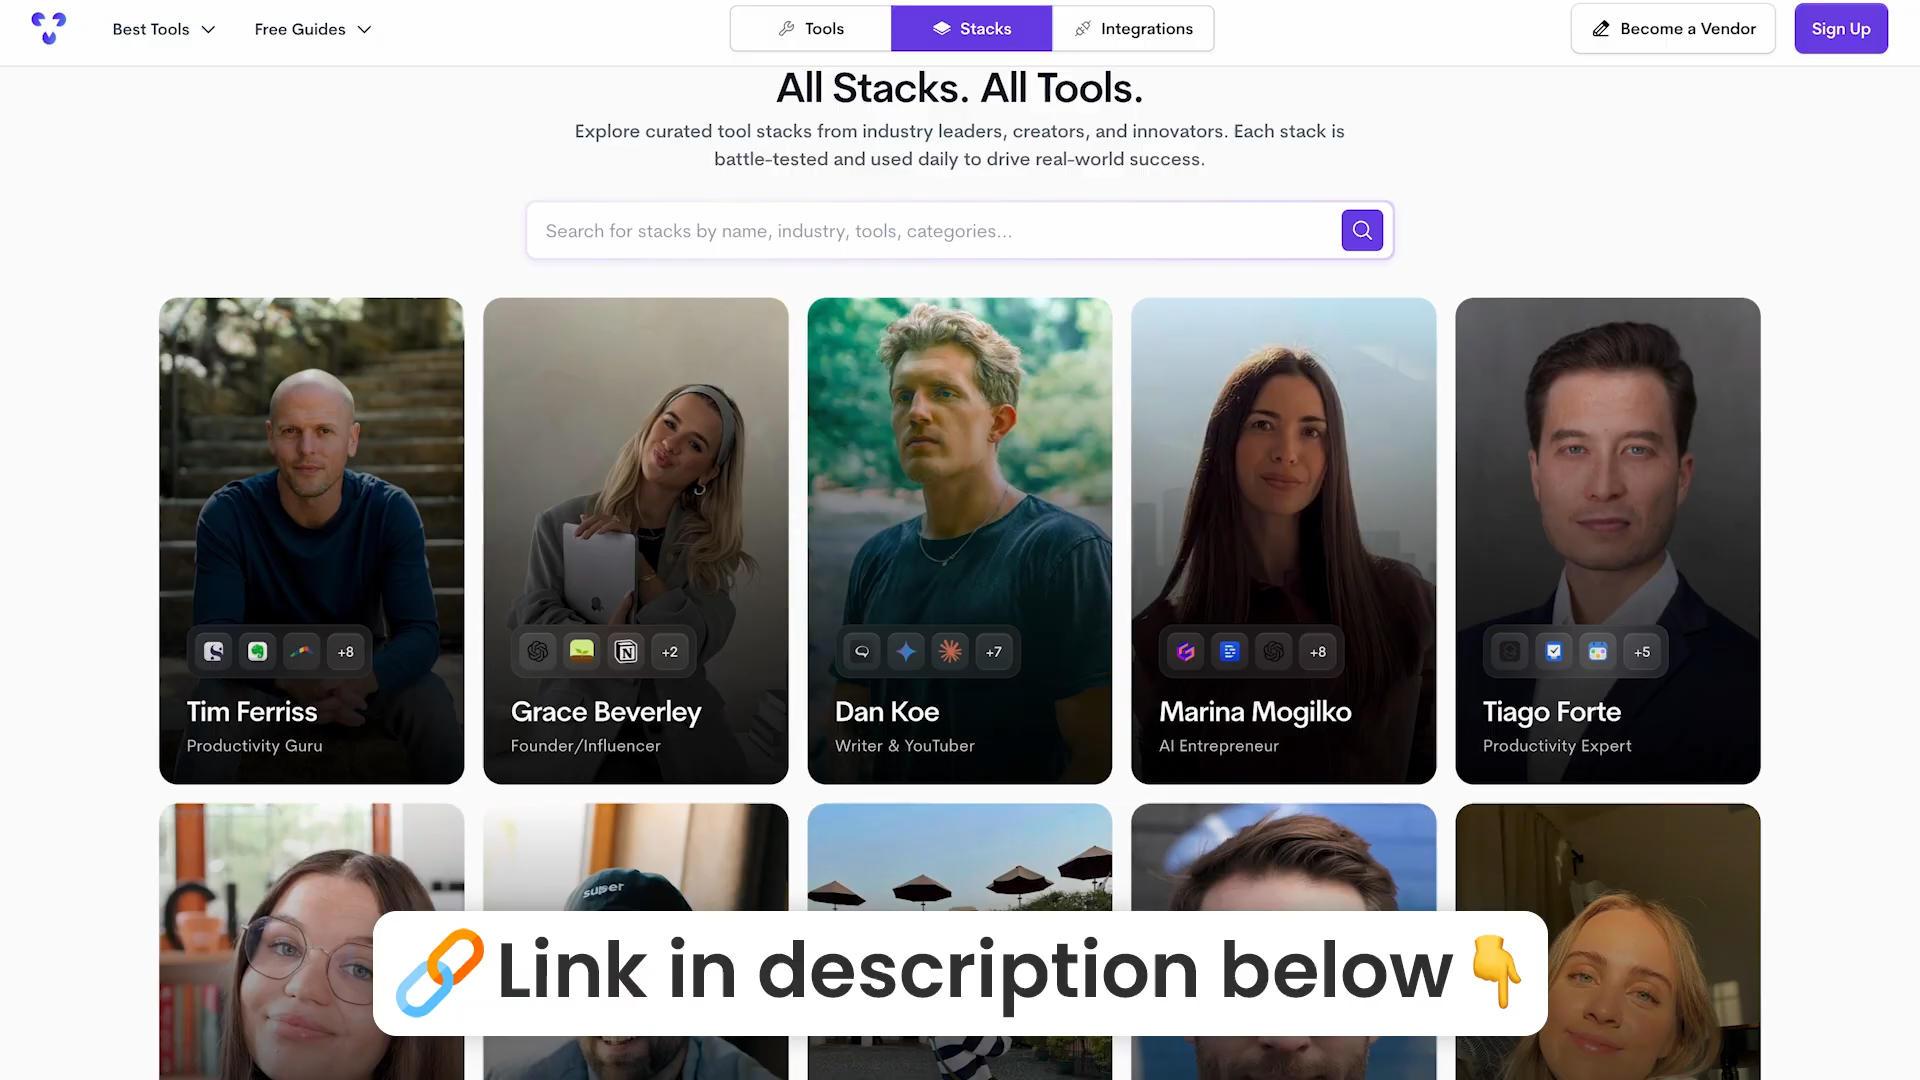 Best Tools
Free Guides
Tools
Stacks
Integrations
Become a Vendor
Sign Up
All Stacks. All Tools.
Explore curated tool stacks from industry leaders, creators, and innovators. Each stack is
battle-tested and used daily to drive real-world success.
Search for stacks by name, industry, tools, categories...
+8
Tim Ferriss
Productivity Guru
+2
Grace Beverley
Founder/Influencer
+7
Dan Koe
Writer & YouTuber
+8
Marina Mogilko
AI Entrepreneur
+5
Tiago Forte
Productivity Expert
super
Link in description below